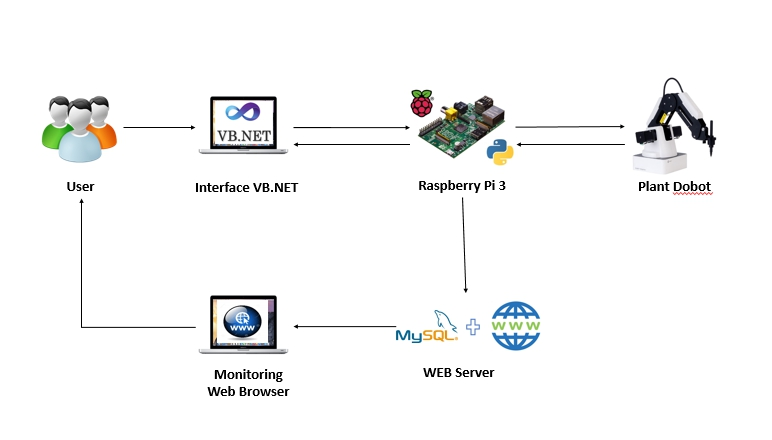 VB.NET
User
Interface VB.NET
Raspberry Pi 3
Plant Dobot
www
MySQL
WWW
Monitoring
Web Browser
WEB Server